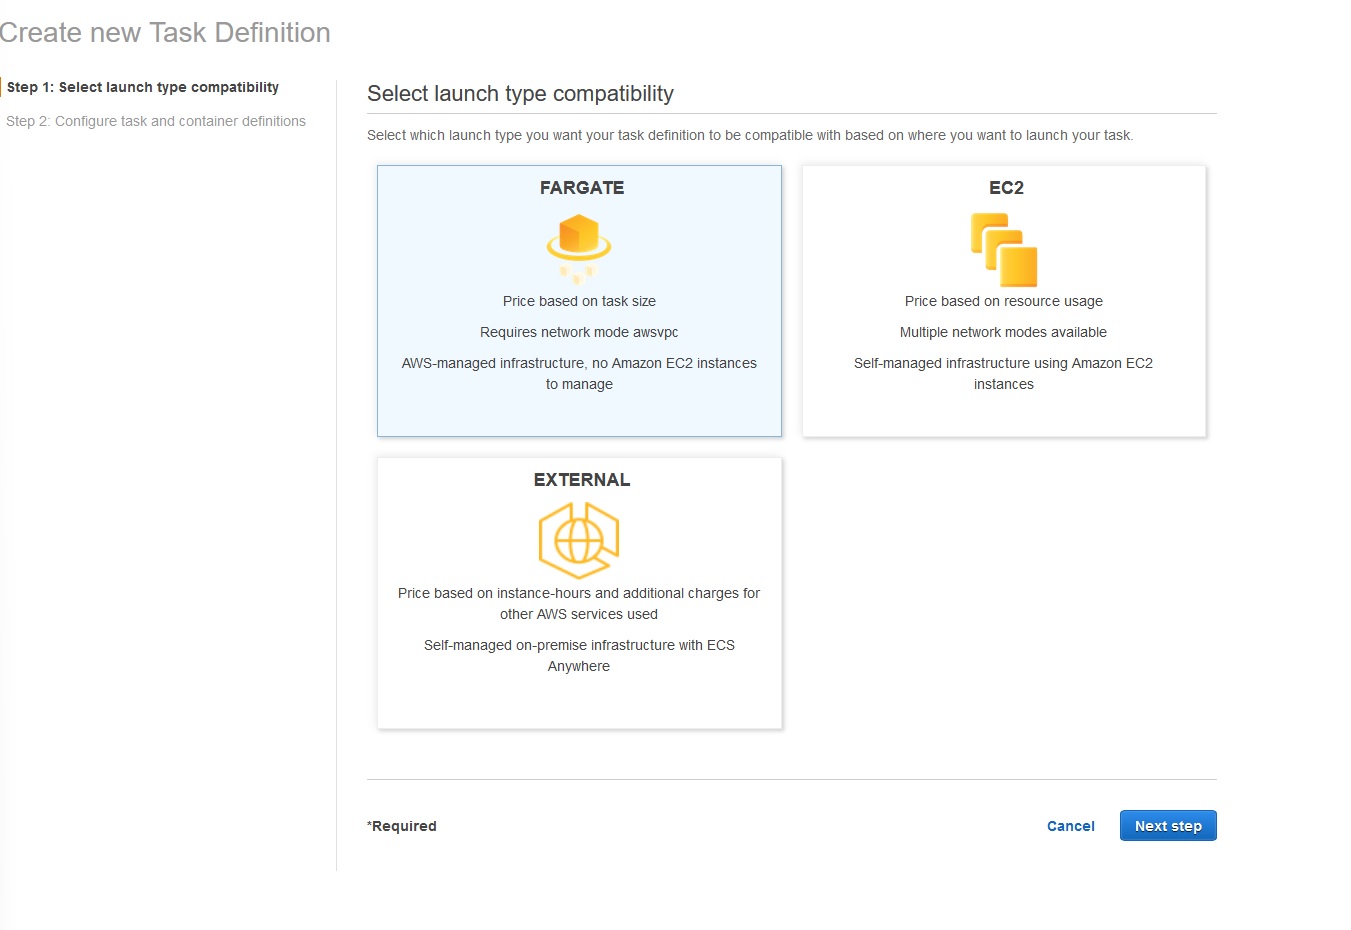 Create new Task Definition
Step 1: Select launch type compatibility
Step 2: Configure task and container definitions
Select launch type compatibility
Select which launch type you want your task definition to be compatible with based on where you want to launch your task.
FARGATE
Price based on task size
Requires network mode awsvpc
AWS-managed infrastructure, no Amazon EC2 instances
to manage
EC2
Price based on resource usage
Multiple network modes available
Self-managed infrastructure using Amazon EC2
instances
EXTERNAL
Price based on instance-hours and additional charges for
other AWS services used
Self-managed on-premise infrastructure with ECS
Anywhere
*Required
Cancel
Next step